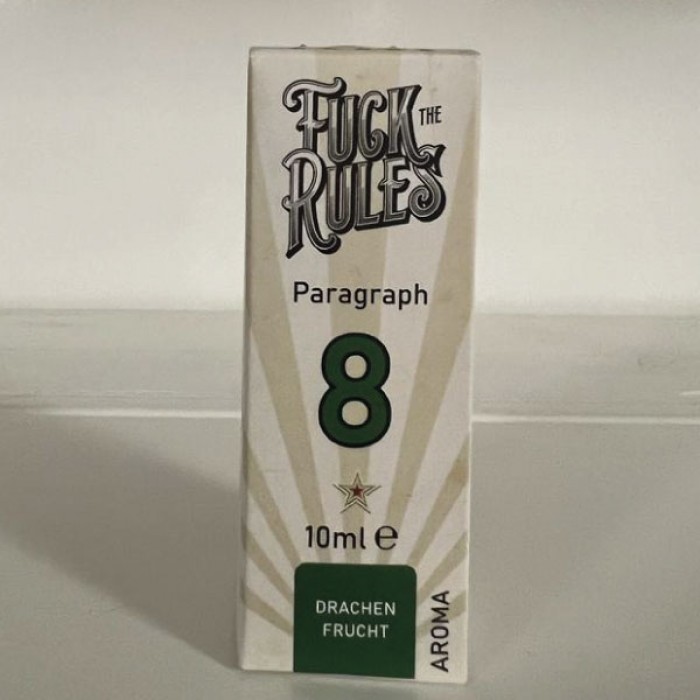 FUCK THE
RULES
Paragraph
8
10ml ℮
DRACHEN
FRUCHT
AROMA